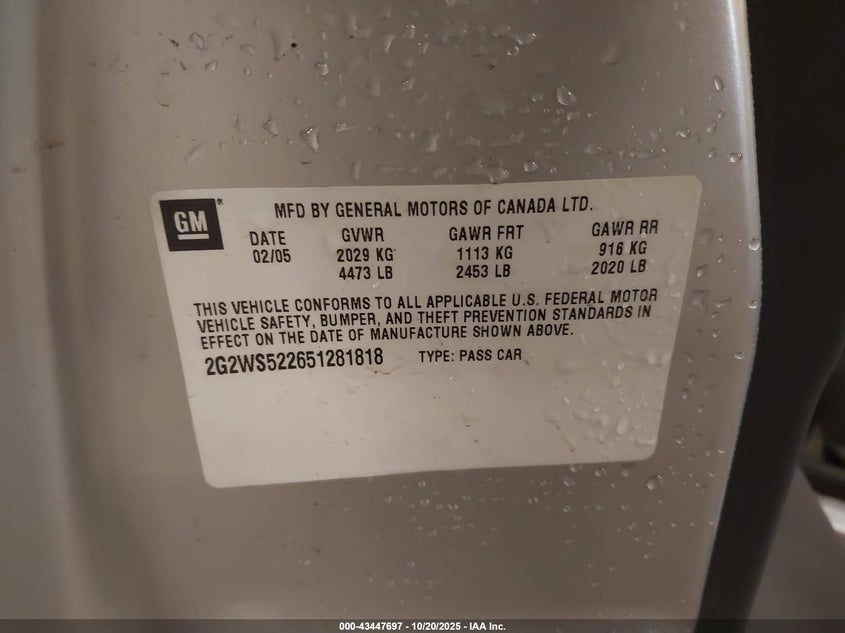 GM ®
MFD BY GENERAL MOTORS OF CANADA LTD.
DATE GVWR GAWR FRT GAWR RR
02/05 2029 KG 1113 KG 916 KG
4473 LB 2453 LB 2020 LB
THIS VEHICLE CONFORMS TO ALL APPLICABLE U.S. FEDERAL MOTOR
VEHICLE SAFETY, BUMPER, AND THEFT PREVENTION STANDARDS IN
EFFECT ON THE DATE OF MANUFACTURE SHOWN ABOVE.
2G2WS522651281818 TYPE: PASS CAR
000-43447697 - 10/20/2025 - IAA Inc.